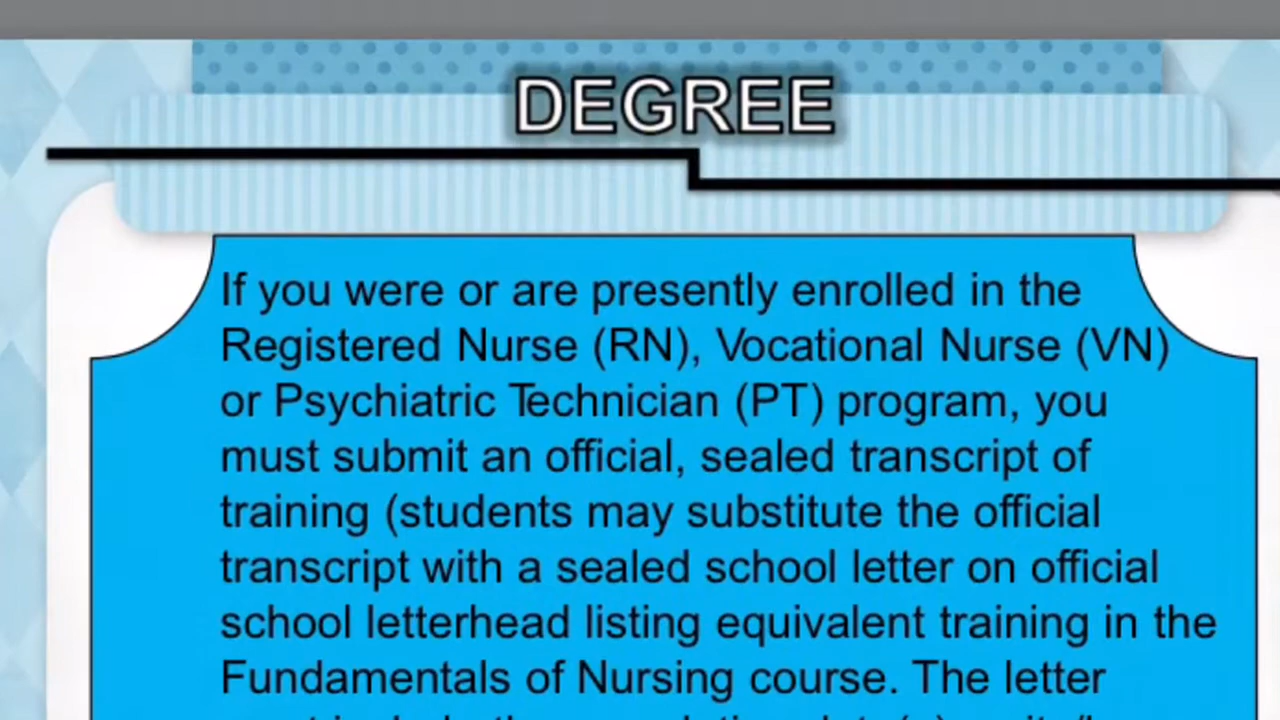 DEGREE
If you were or are presently enrolled in the
Registered Nurse (RN), Vocational Nurse (VN)
or Psychiatric Technician (PT) program, you
must submit an official, sealed transcript of
training (students may substitute the official
transcript with a sealed school letter on official
school letterhead listing equivalent training in the
Fundamentals of Nursing course. The letter